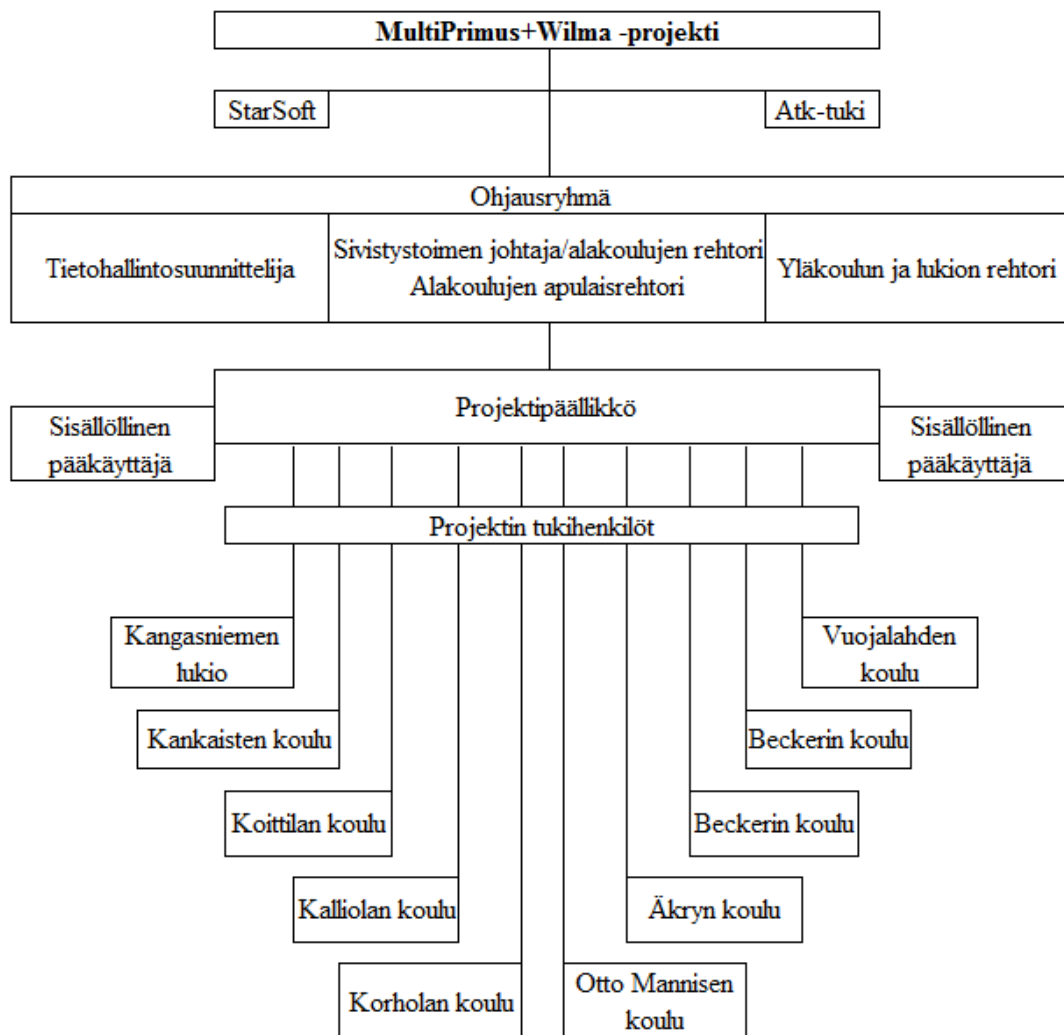 MultiPrimus+Wilma -projekti
StarSoft
Atk-tuki
Ohjausryhmä
Tietohallintosuunnittelija
Sivistystoimen johtaja/alakoulujen rehtori
Alakoulujen apulaisrehtori
Yläkoulun ja lukion rehtori
Projektipäällikkö
Sisällöllinen
pääkäyttäjä
Sisällöllinen
pääkäyttäjä
Projektin tukihenkilöt
Kangasniemen
lukio
Vuojalahden
koulu
Kankaisten koulu
Beckerin koulu
Koittilan koulu
Beckerin koulu
Kalliolan koulu
Äkryn koulu
Korholan koulu
Otto Mannisen
koulu